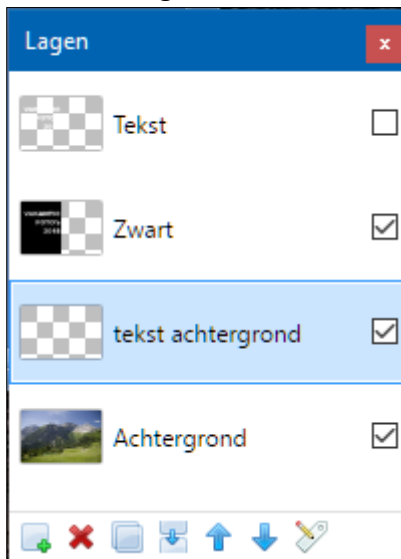 Lagen
x
Tekst
Zwart
tekst achtergrond
Achtergrond